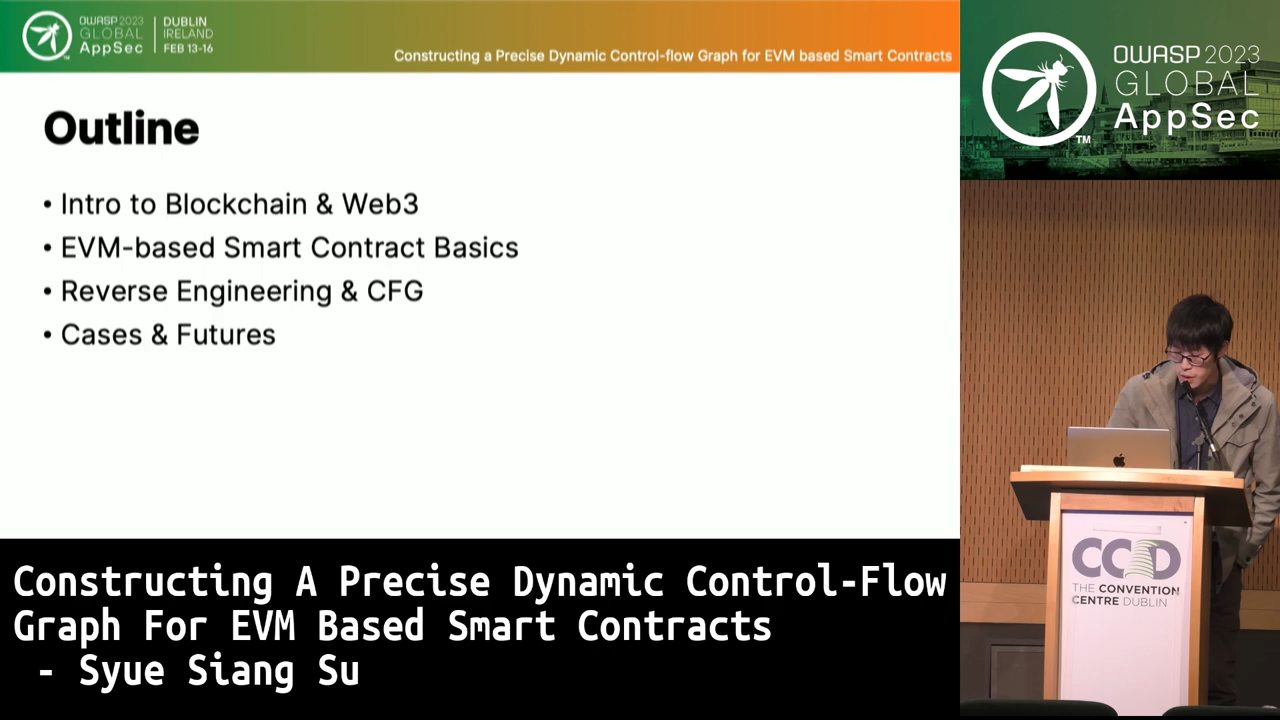 OWASP 2023
GLOBAL
AppSec
DUBLIN
IRELAND
FEB 13-16
Constructing a Precise Dynamic Control-flow Graph for EVM based Smart Contracts
Outline
• Intro to Blockchain & Web3
• EVM-based Smart Contract Basics
• Reverse Engineering & CFG
• Cases & Futures
Constructing A Precise Dynamic Control-Flow
Graph For EVM Based Smart Contracts
- Syue Siang Su
OWASP 2023
GLOBAL
AppSec
TM
CCD
THE CONVENTION
CENTRE DUBLIN